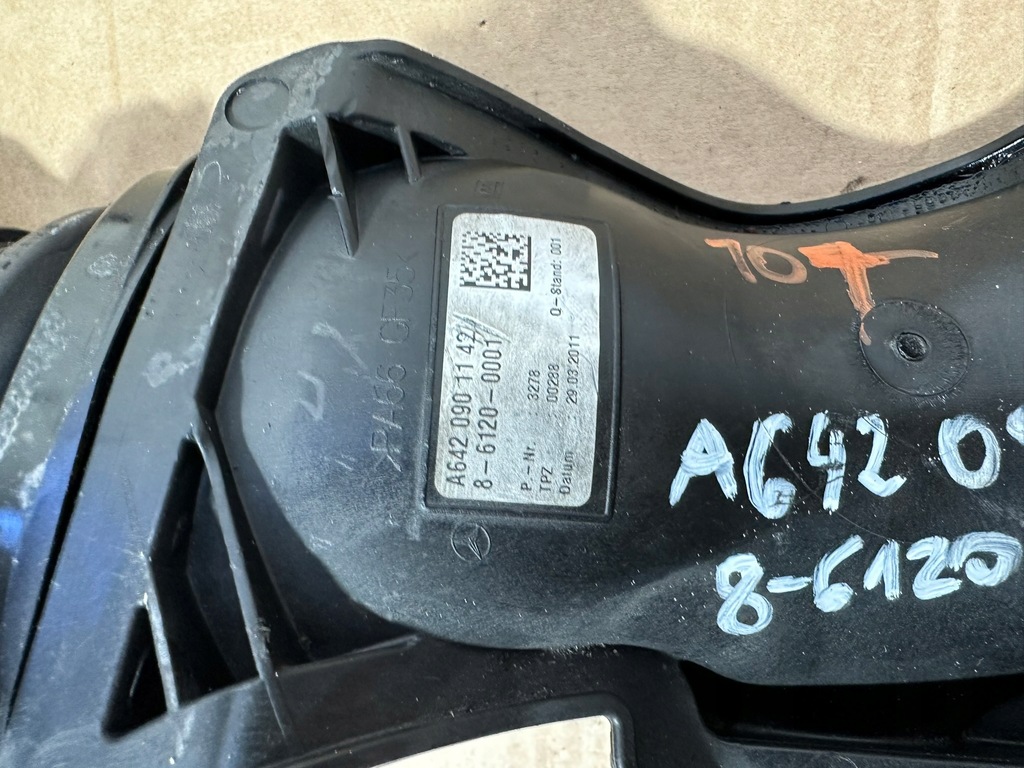 >PA66 GF35<
A642 090 11 42
8-6120-0001
P-Nr. 3278
TPZ 00288
Datum 29.03.2011
Q-Stand: 001
10T
A642 0
8-6120